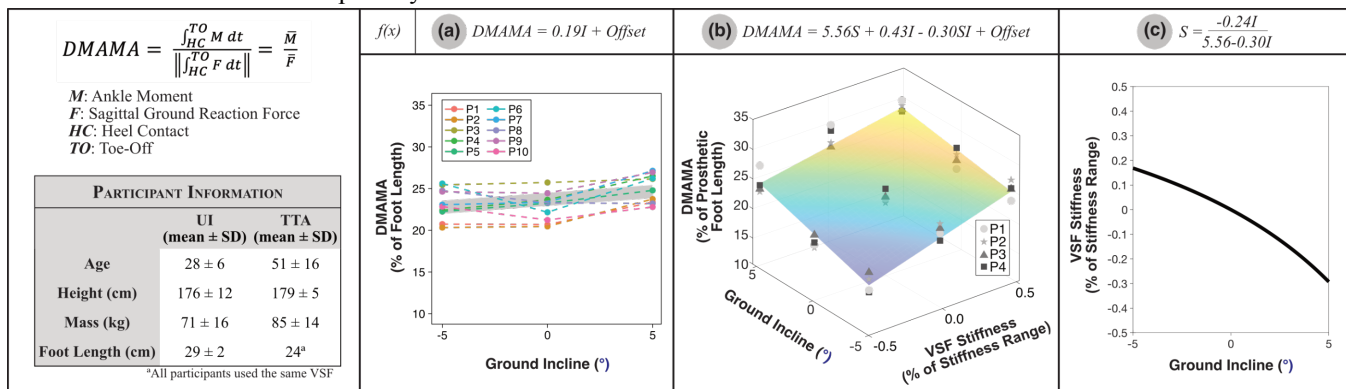 DMAMA = ∫HC TO M dt / ‖∫HC TO F dt‖ = M̄ / F̄
M: Ankle Moment
F: Sagittal Ground Reaction Force
HC: Heel Contact
TO: Toe-Off
PARTICIPANT INFORMATION
UI (mean ± SD) TTA (mean ± SD)
Age 28 ± 6 51 ± 16
Height (cm) 176 ± 12 179 ± 5
Mass (kg) 71 ± 16 85 ± 14
Foot Length (cm) 29 ± 2 24ª
ªAll participants used the same VSF
f(x)
(a) DMAMA = 0.19I + Offset
DMAMA
(% of Foot Length)
35
30
25
20
15
10
P1 P6
P2 P7
P3 P8
P4 P9
P5 P10
-5 0 5
Ground Incline (°)
(b) DMAMA = 5.56S + 0.43I - 0.30SI + Offset
DMAMA
(% of Prosthetic
Foot Length)
35
30
25
20
15
10
P1
P2
P3
P4
5
0
-5
Ground Incline (°)
-0.5
0.0
0.5
VSF Stiffness
(% of Stiffness Range)
(c) S = -0.24I / 5.56-0.30I
VSF Stiffness
(% of Stiffness Range)
0.5
0.4
0.3
0.2
0.1
0
-0.1
-0.2
-0.3
-0.3
-0.5
-5 0 5
Ground Incline (°)